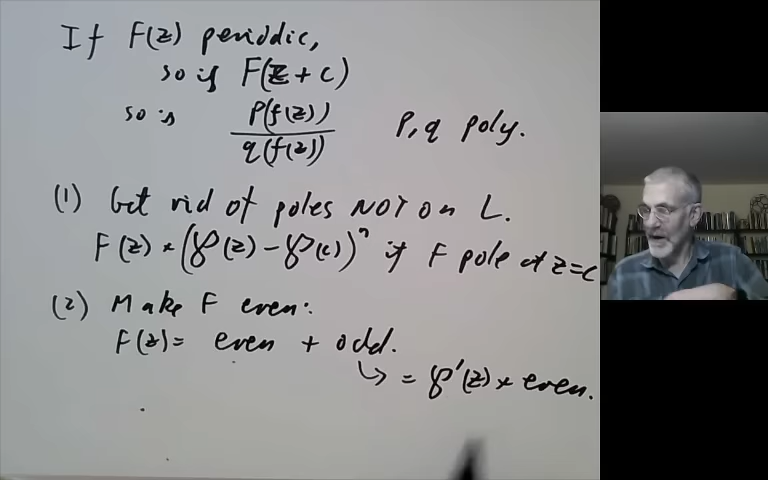 If F(z) periodic,
so is F(z + c)
so is p(f(z)) / q(f(z)) p, q poly.
(1) Get rid of poles NOT on L.
F(z) × (℘(z) − ℘(c))ⁿ if F pole at z=c
(2) Make F even:
F(z) = even + odd.
↳ = ℘'(z) × even.